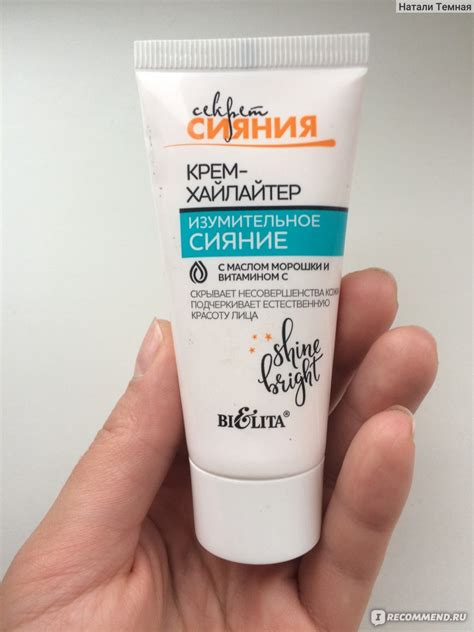 Натали Темная
секрет
СИЯНИЯ
КРЕМ-
ХАЙЛАЙТЕР
ИЗУМИТЕЛЬНОЕ
СИЯНИЕ
С МАСЛОМ МОРОШКИ И
ВИТАМИНОМ С
СКРЫВАЕТ НЕСОВЕРШЕНСТВА КОЖИ
ПОДЧЕРКИВАЕТ ЕСТЕСТВЕННУЮ
КРАСОТУ ЛИЦА
shine
bright
BIELITA®
I RECOMMEND.RU